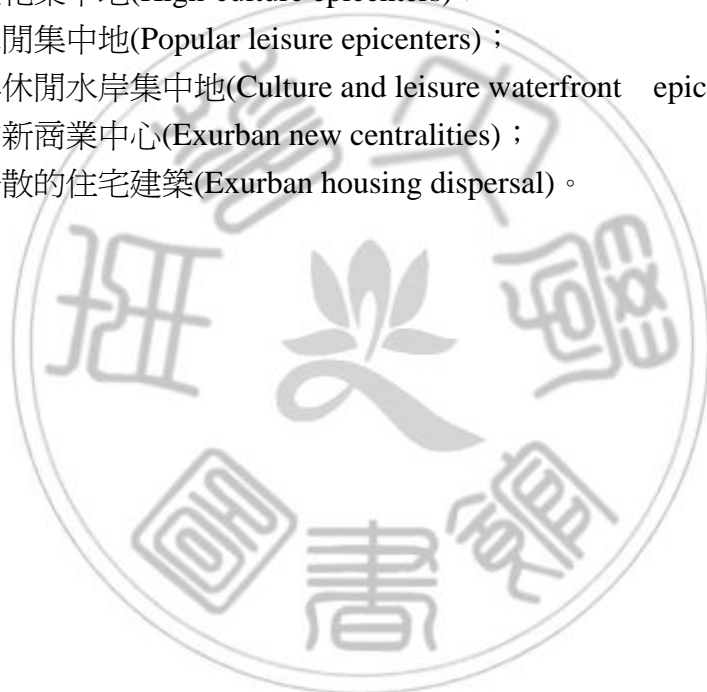 化集中地(High-culture epicenters)；
閒集中地(Popular leisure epicenters)；
休閒水岸集中地(Culture and leisure waterfront epic
新商業中心(Exurban new centralities)；
散的住宅建築(Exurban housing dispersal)。
書